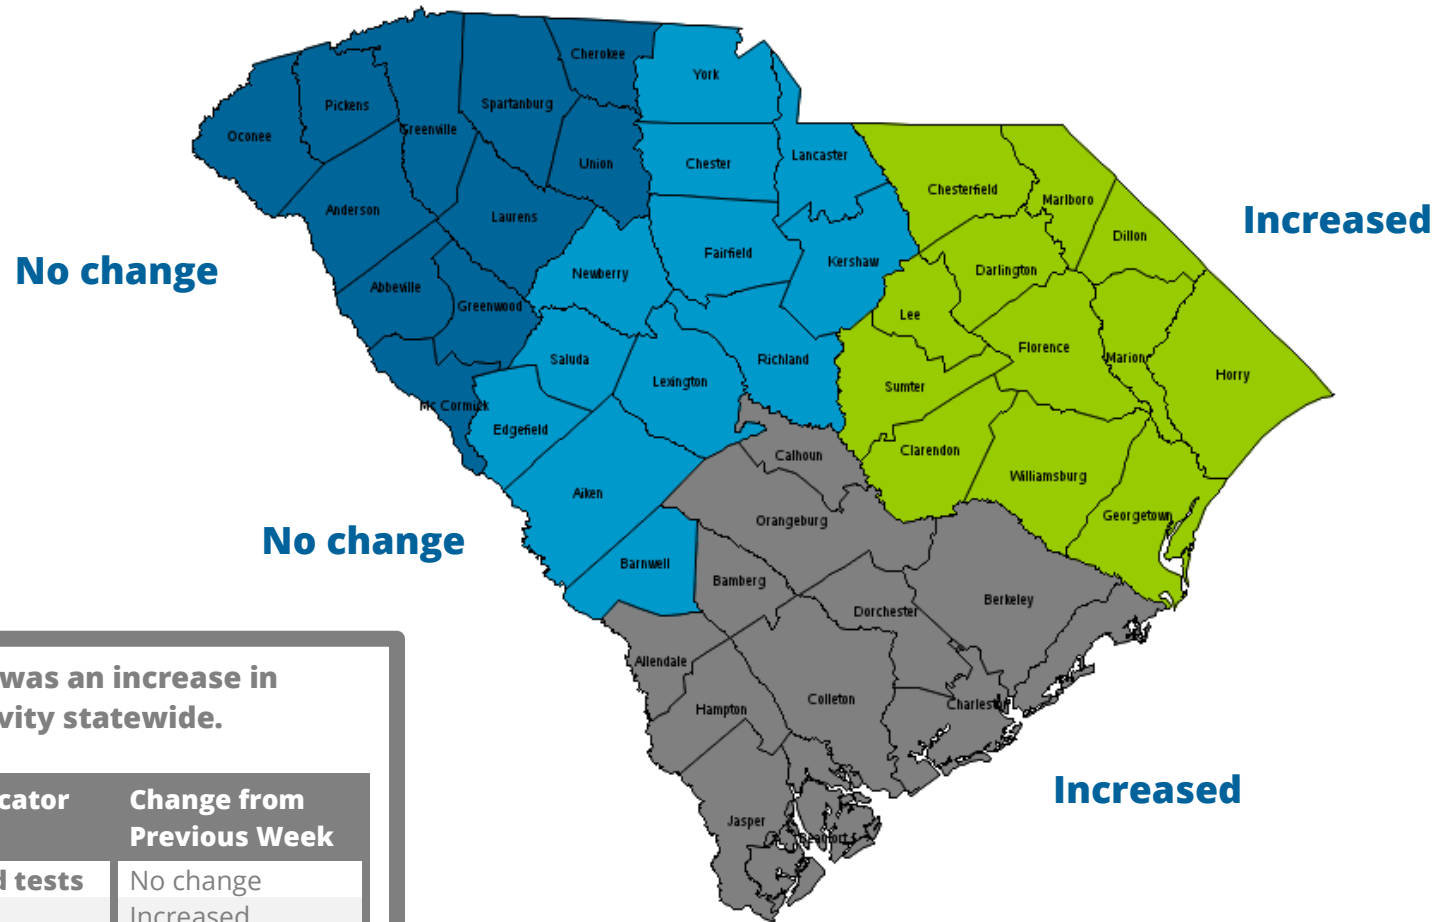 Cherokee
York
Pickens
Spartanburg
Greenville
Oconee
Union
Chester
Lancaster
Chesterfield
Marlboro
Anderson
Laurens
Increased
Dillon
Fairfield
Kershaw
No change
Newberry
Darlington
Abbeville
Greenwood
Lee
Florence
Marion
Saluda
Richland
Horry
Lexington
Sumter
Mc Cormick
Edgefield
Clarendon
Calhoun
Williamsburg
Aiken
Georgetown
Orangeburg
No change
Barnwell
Bamberg
Berkeley
Dorchester
Allendale
Colleton
Charleston
Hampton
Increased
Jasper
Beaufort
was an increase in
vity statewide.
cator
Change from
Previous Week
d tests
No change
Increased